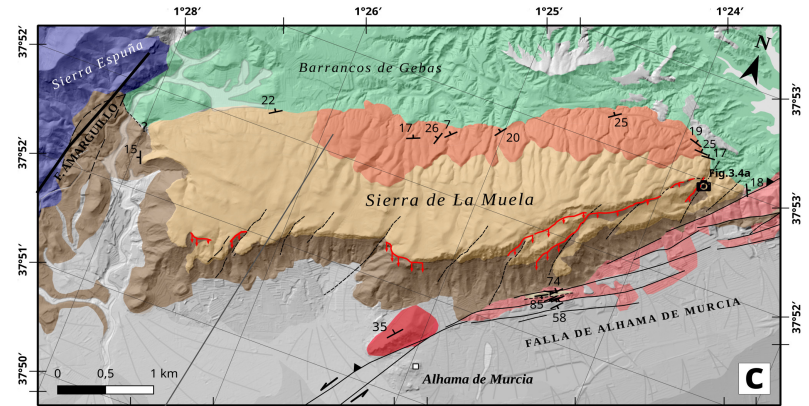 1°28' 1°26' 1°25' 1°24'
37°52'
Sierra Espuña
Barrancos de Gebas
N
37°53'
22
17 26 7
20
25
19
25
17
F. AMARGUILLO
?
15
37°52'
Fig.3.4a
18
Sierra de La Muela
37°53'
37°51'
74
85
58
37°52'
FALLA DE ALHAMA DE MURCIA
35
37°50'
0 0,5 1 km
Alhama de Murcia
C